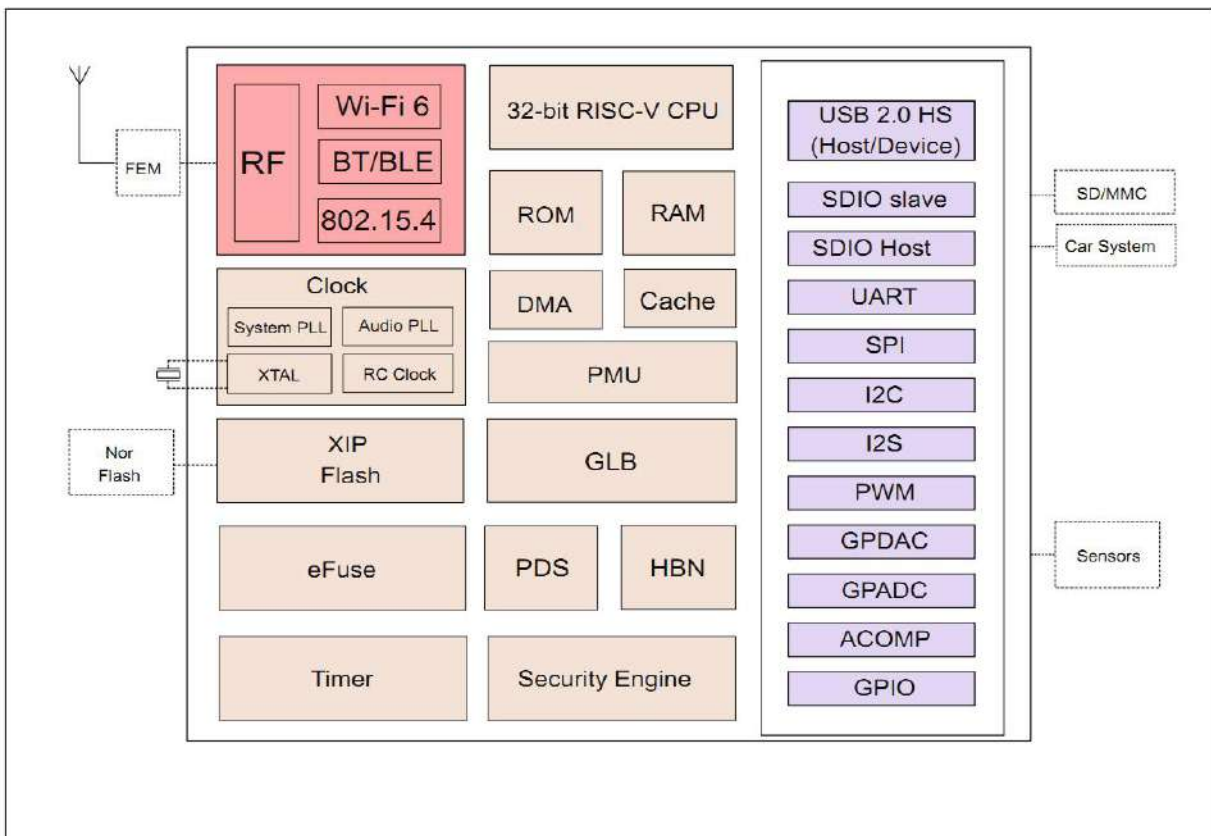 Wi-Fi 6
RF
BT/BLE
802.15.4
FEM
Clock
System PLL
Audio PLL
XTAL
RC Clock
Nor
Flash
XIP
Flash
eFuse
Timer
32-bit RISC-V CPU
ROM
RAM
DMA
Cache
PMU
GLB
PDS
HBN
Security Engine
USB 2.0 HS
(Host/Device)
SDIO slave
SDIO Host
UART
SPI
I2C
I2S
PWM
GPDAC
GPADC
ACOMP
GPIO
SD/MMC
Car System
Sensors